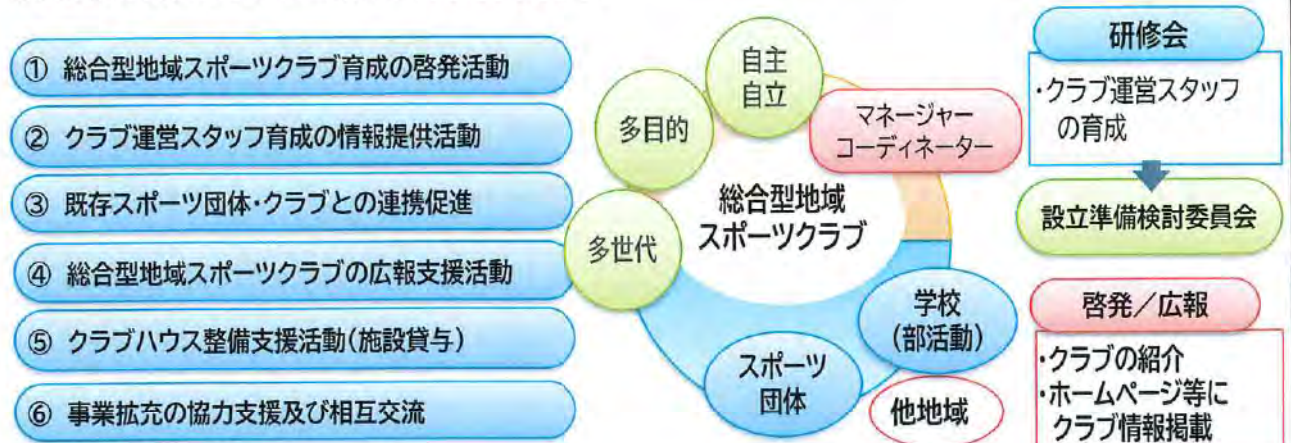 ① 総合型地域スポーツクラブ育成の啓発活動
② クラブ運営スタッフ育成の情報提供活動
③ 既存スポーツ団体・クラブとの連携促進
④ 総合型地域スポーツクラブの広報支援活動
⑤ クラブハウス整備支援活動(施設貸与)
⑥ 事業拡充の協力支援及び相互交流
自主
自立
多目的
多世代
マネージャー
コーディネーター
総合型地域
スポーツクラブ
学校
(部活動)
スポーツ
団体
他地域
研修会
・クラブ運営スタッフ
の育成
設立準備検討委員会
啓発／広報
・クラブの紹介
・ホームページ等に
クラブ情報掲載